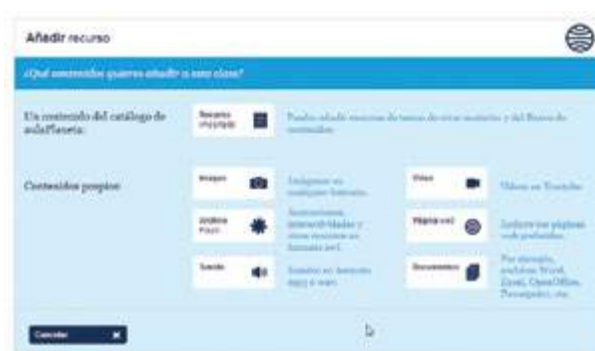 Añadir recurso
¿Qué contenidos quieres añadir a esta clase?
Un contenido del catálogo de
aulaPlaneta:
Recurso
Puedes añadir recursos de temas de otras materias y del Banco de
contenidos.
Contenidos propios:
Imagen
Imágenes en
cualquier formato.
Vídeo
Vídeos en Youtube
Archivo
Flash
Animaciones,
interactividades y
otros recursos en
formato swf.
Página web
páginas
web preferidas.
Sonido
Sonidos en formato
mp3 o wav.
Documentos
Por ejemplo,
archivos Word,
Excel, OpenOffice,
Powerpoint, etc.
Cancelar